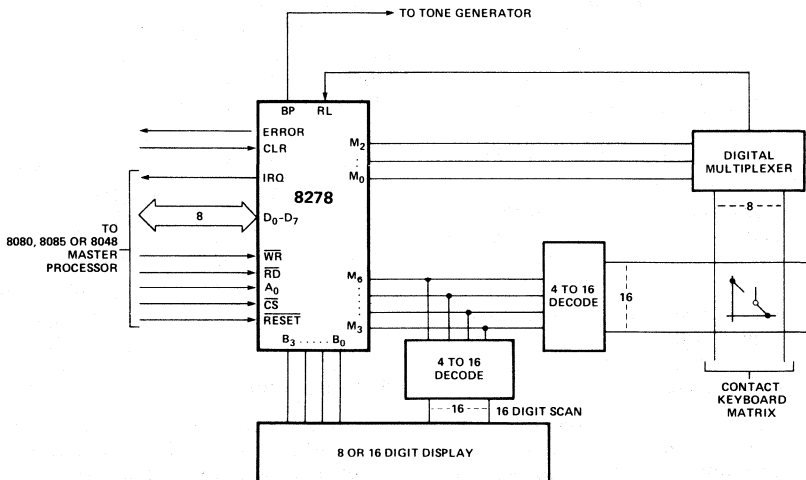 TO TONE GENERATOR
BP RL
ERROR
CLR
IRQ
8278
D0-D7
8
WR
RD
A0
CS
RESET
B3 ..... B0
M2
:
M0
M6
M3
TO
8080, 8085 OR 8048
MASTER
PROCESSOR
DIGITAL
MULTIPLEXER
8
4 TO 16
DECODE
16
4 TO 16
DECODE
16
16 DIGIT SCAN
CONTACT
KEYBOARD
MATRIX
8 OR 16 DIGIT DISPLAY